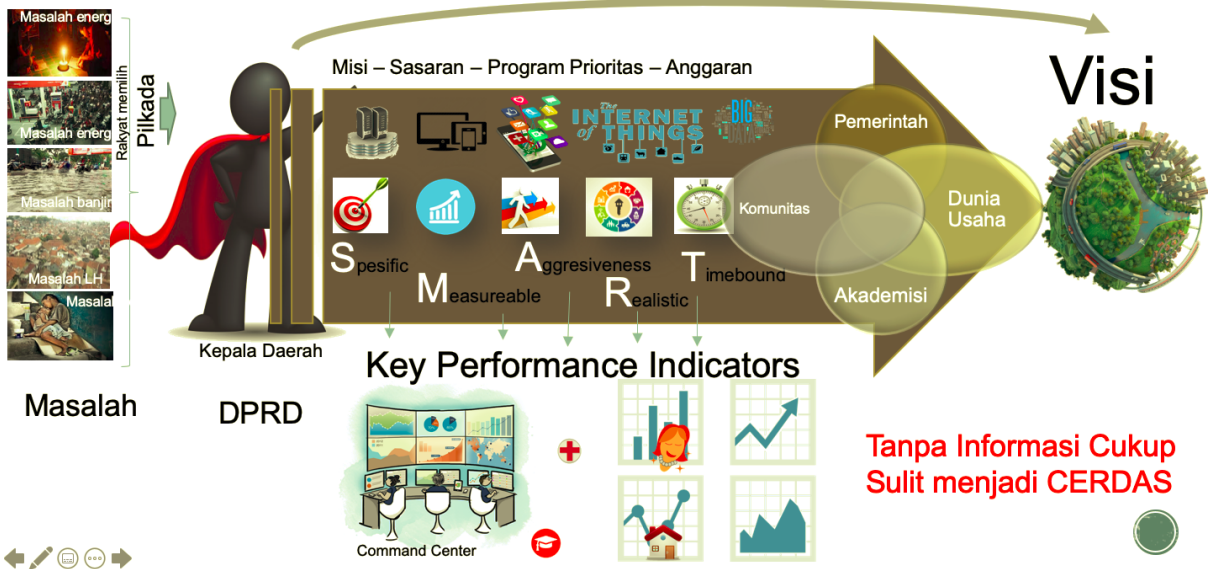 Masalah energ
Masalah energ
Masalah banjir
Masalah LH
Masalah
Rakyat memilih
Pilkada
Misi – Sasaran – Program Prioritas – Anggaran
Visi
The
INTERNET
of THINGS
BIG
DATA
Pemerintah
Komunitas
Dunia
Usaha
Akademisi
Spesific
Measureable
Aggresiveness
Realistic
Timebound
Kepala Daerah
Key Performance Indicators
Masalah
DPRD
Command Center
Tanpa Informasi Cukup
Sulit menjadi CERDAS